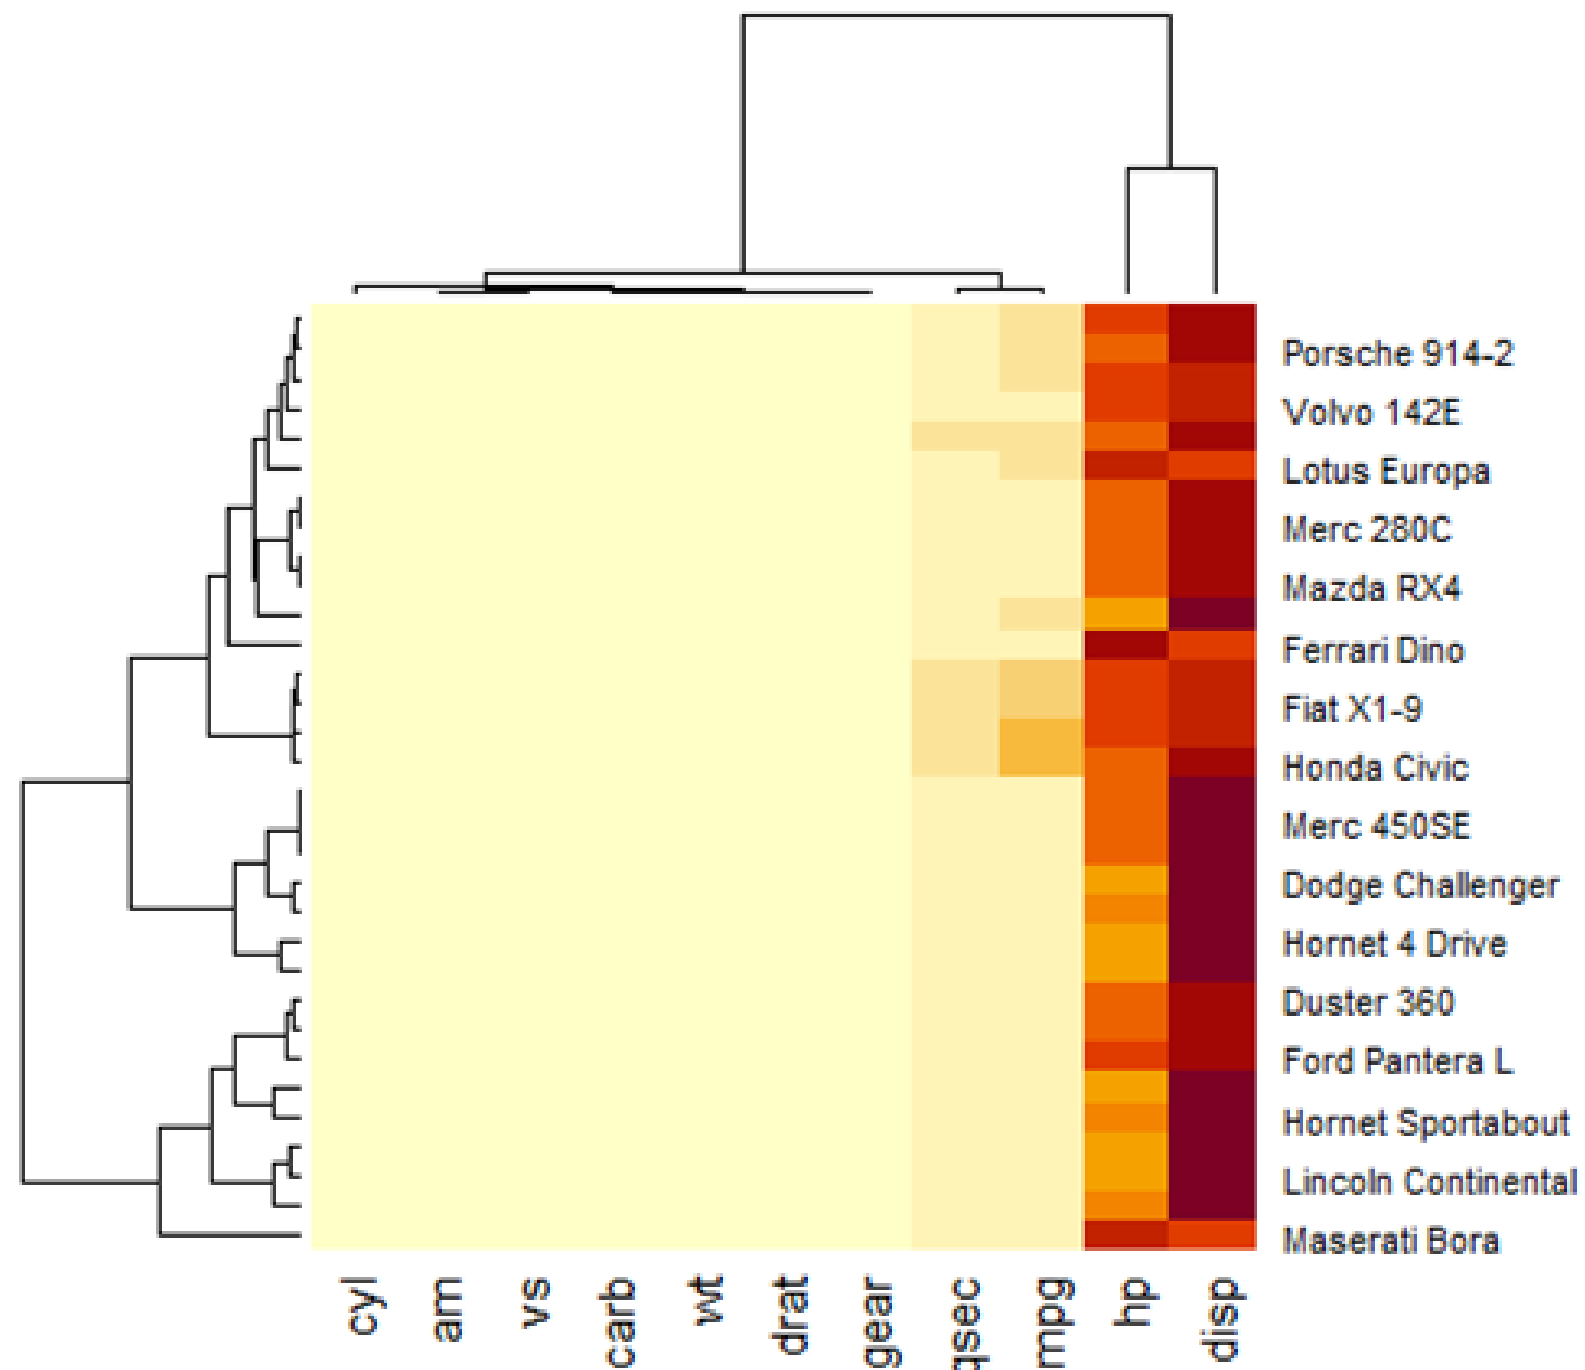 Porsche 914-2
Volvo 142E
Lotus Europa
Merc 280C
Mazda RX4
Ferrari Dino
Fiat X1-9
Honda Civic
Merc 450SE
Dodge Challenger
Hornet 4 Drive
Duster 360
Ford Pantera L
Hornet Sportabout
Lincoln Continental
Maserati Bora
cyl
am
vs
carb
wt
drat
gear
qsec
mpg
hp
disp